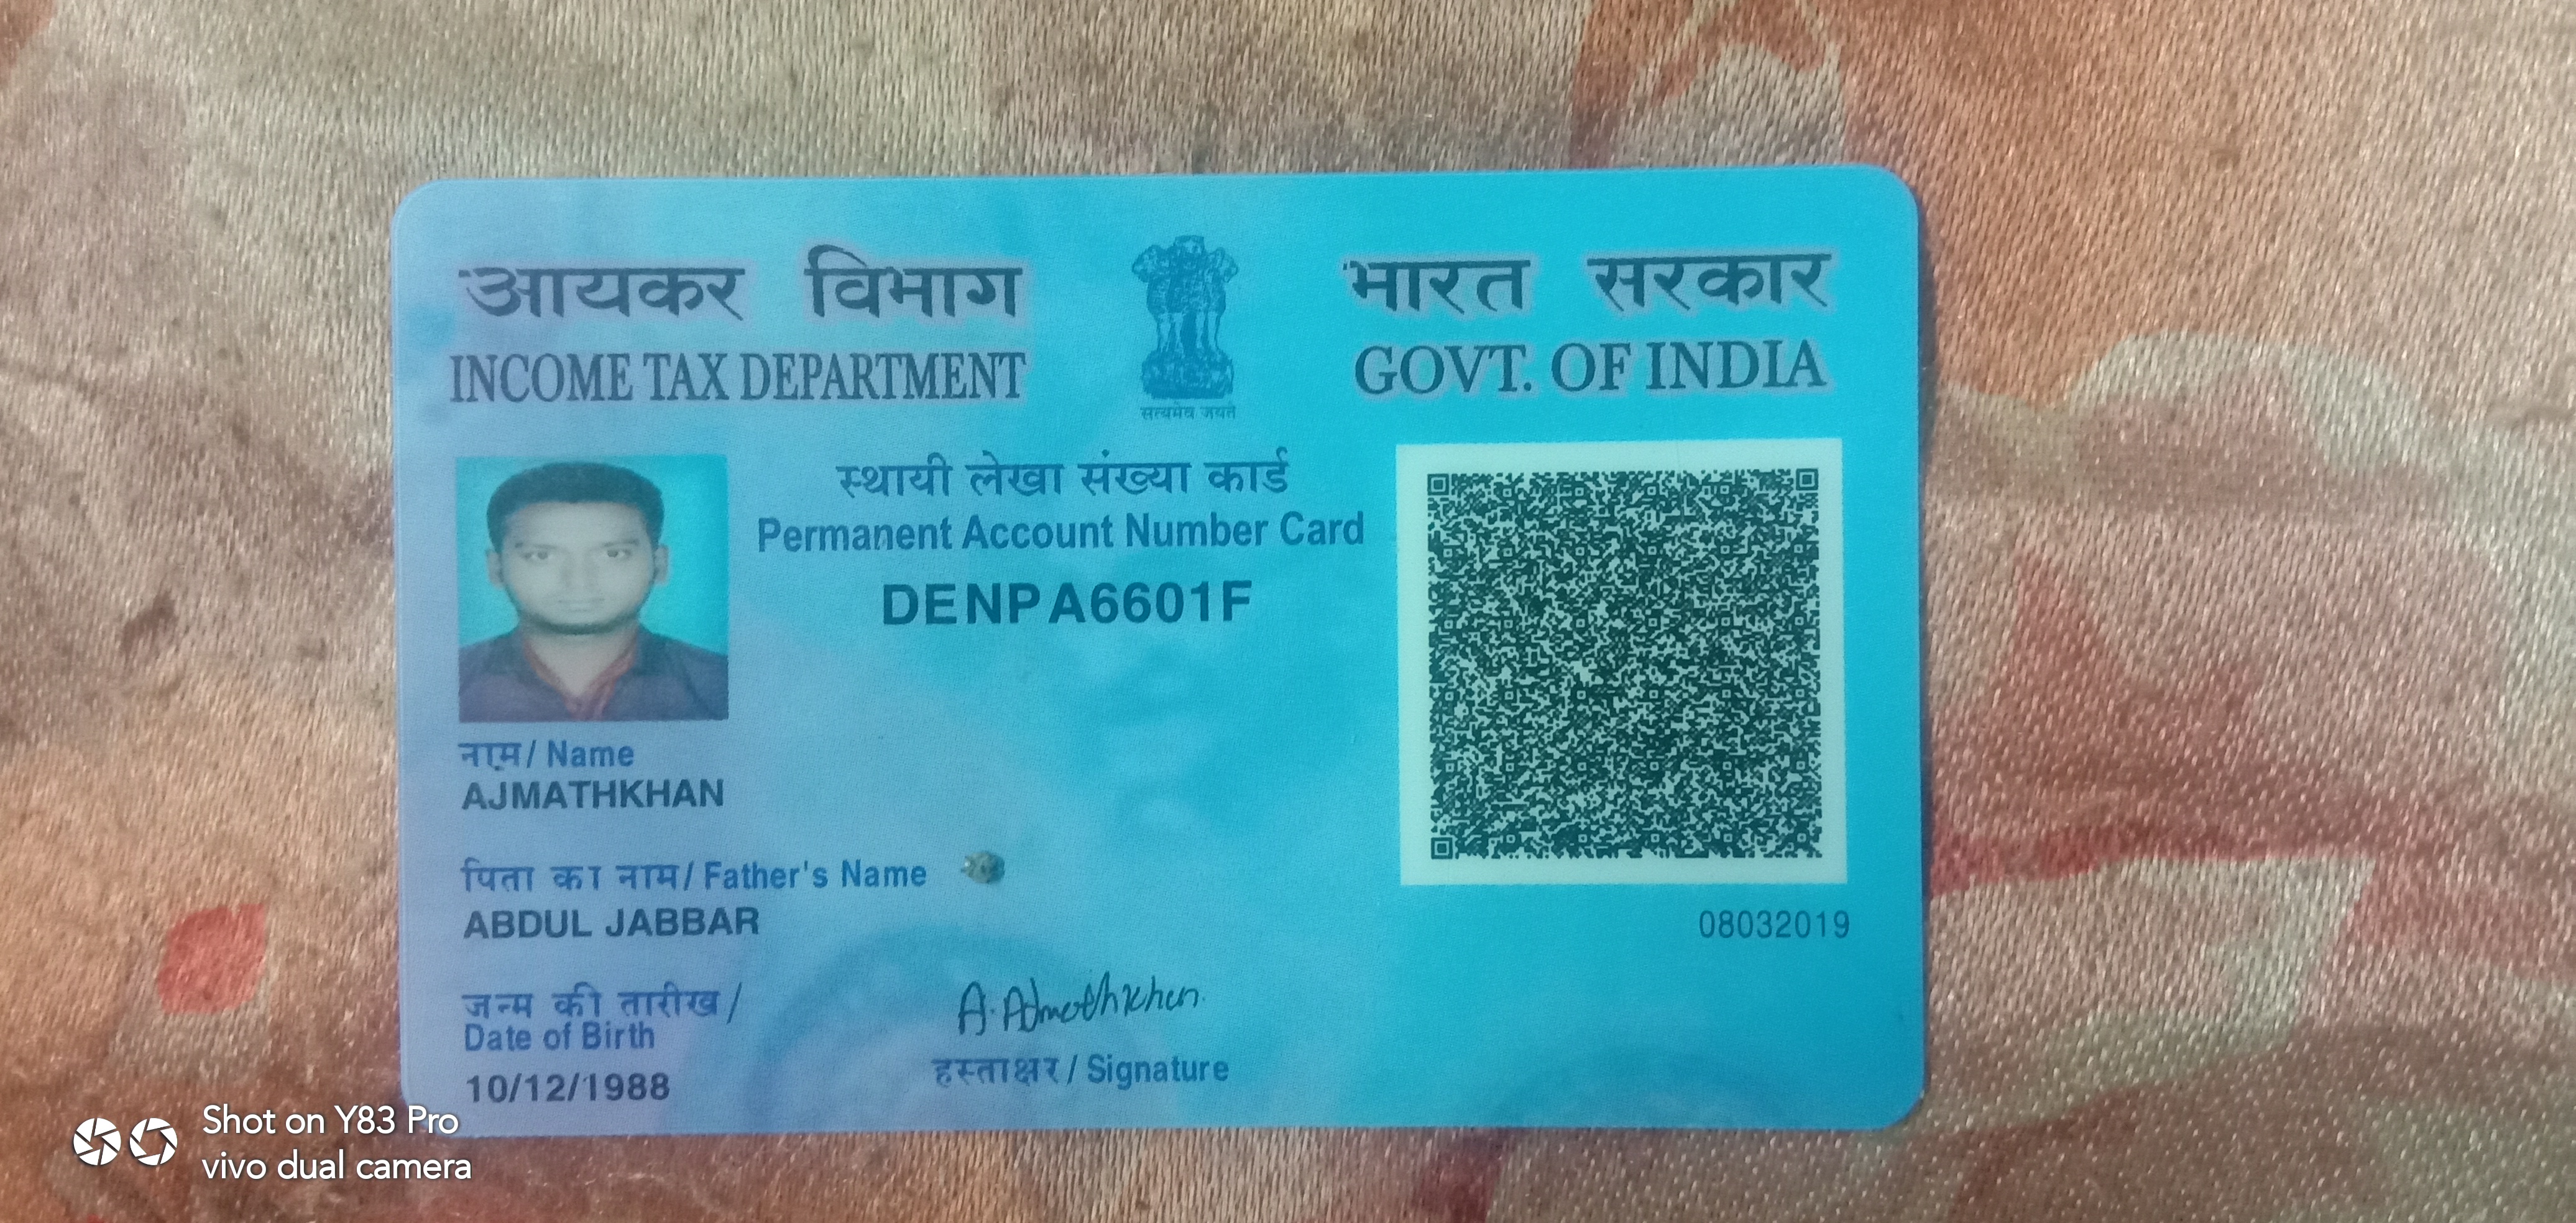 आयकर विभाग
INCOME TAX DEPARTMENT
सत्यमेव जयते
भारत सरकार
GOVT. OF INDIA
स्थायी लेखा संख्या कार्ड
Permanent Account Number Card
DENPA6601F
नाम / Name
AJMATHKHAN
पिता का नाम / Father's Name
ABDUL JABBAR
08032019
जन्म की तारीख /
Date of Birth
10/12/1988
A. Ajmathkhan
हस्ताक्षर / Signature
Shot on Y83 Pro
vivo dual camera